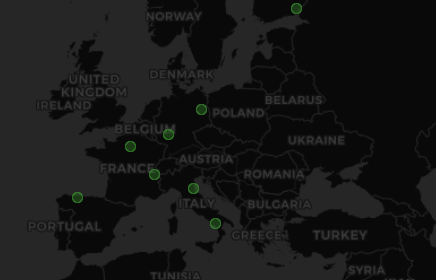 NORWAY
DENMARK
UNITED
KINGDOM
IRELAND
BELARUS
POLAND
BELGIUM
UKRAINE
AUSTRIA
FRANCE
ROMANIA
ITALY
BULGARIA
PORTUGAL
GREECE
TURKEY
TUNISIA
SYRIA